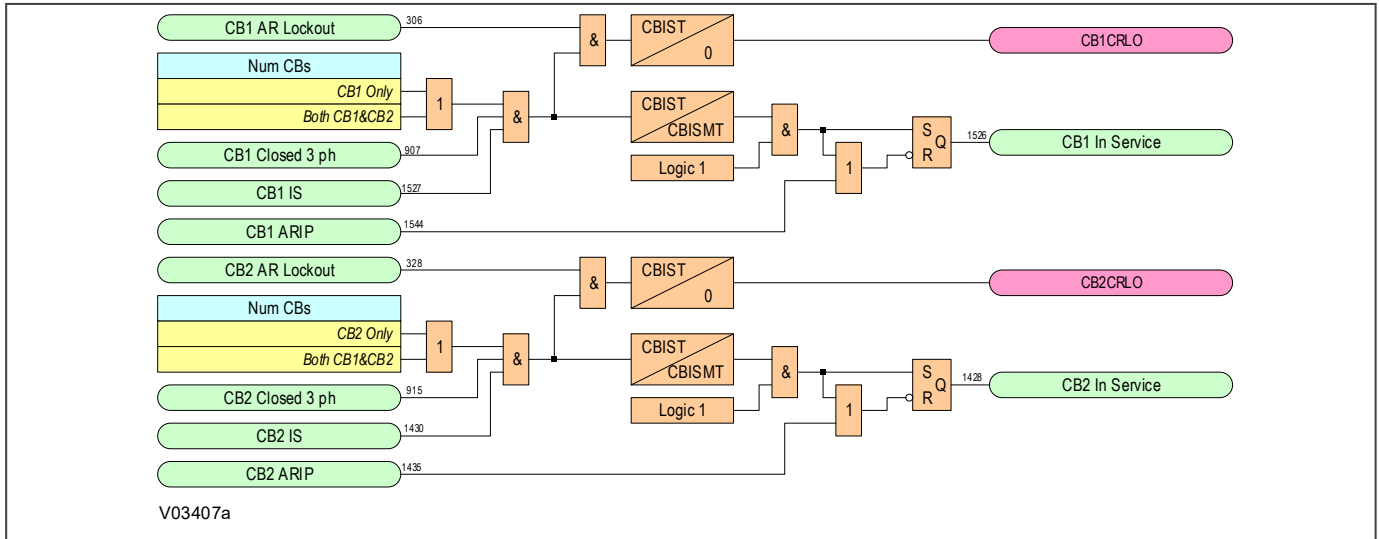 CB1 AR Lockout 306 & CBIST 0 CB1CRLO
Num CBs
CB1 Only
Both CB1&CB2
1 & CBIST CBISMT & S Q R 1526 CB1 In Service
CB1 Closed 3 ph 907 Logic 1 1
CB1 IS 1527
CB1 ARIP 1544
CB2 AR Lockout 328 & CBIST 0 CB2CRLO
Num CBs
CB2 Only
Both CB1&CB2
1 & CBIST CBISMT & S Q R 1428 CB2 In Service
CB2 Closed 3 ph 915 Logic 1 1
CB2 IS 1430
CB2 ARIP 1435
V03407a